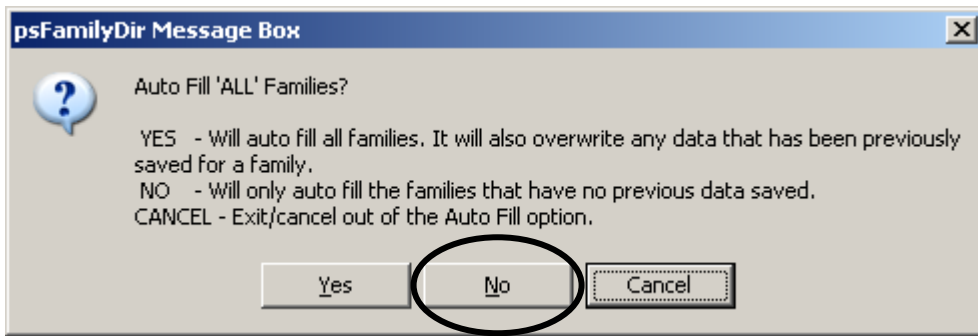 psFamilyDir Message Box
Auto Fill 'ALL' Families?
YES - Will auto fill all families. It will also overwrite any data that has been previously
saved for a family.
NO - Will only auto fill the families that have no previous data saved.
CANCEL - Exit/cancel out of the Auto Fill option.
Yes No Cancel